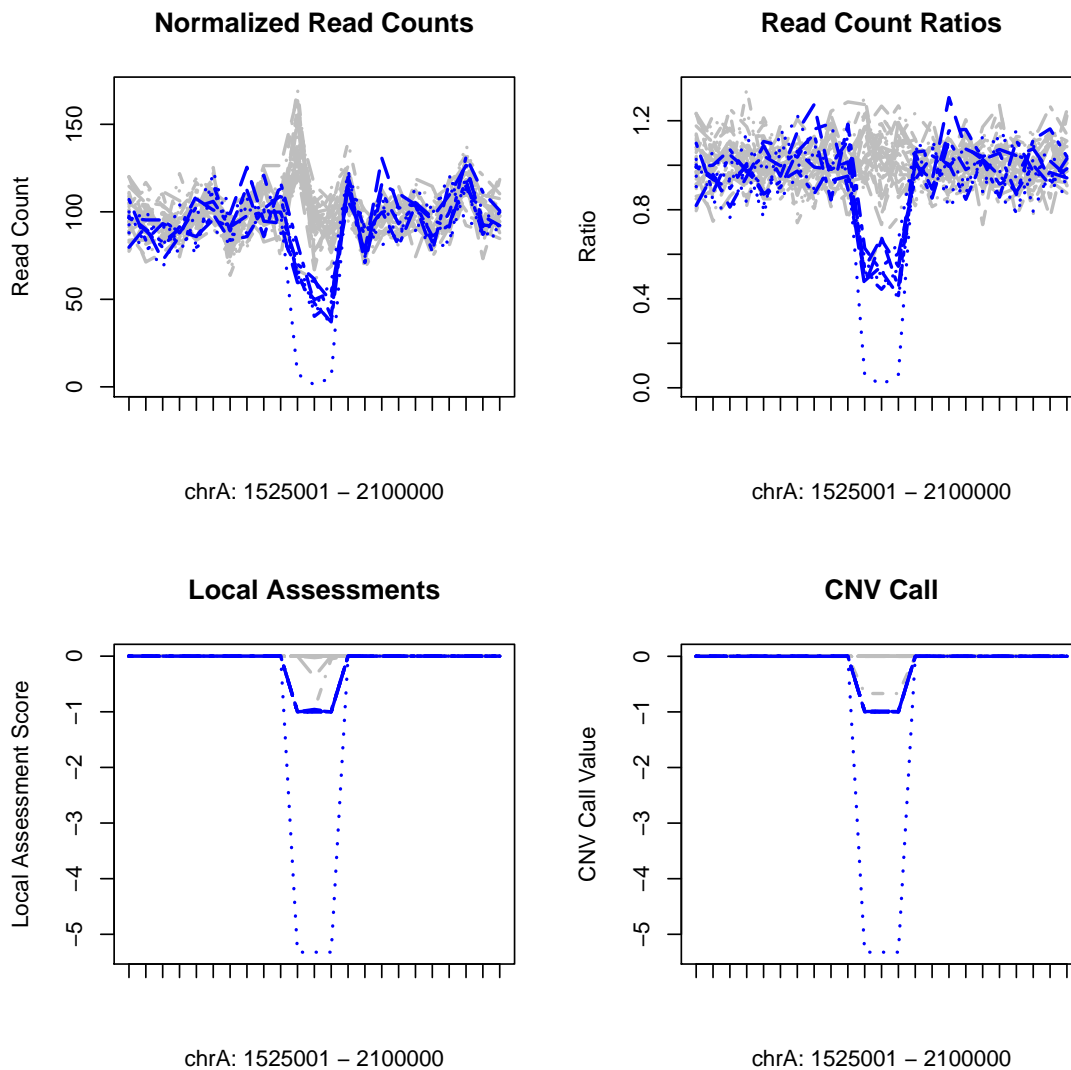 Normalized Read Counts
Read Count
0
50
100
150
chrA: 1525001 − 2100000
Read Count Ratios
Ratio
0.0
0.4
0.8
1.2
chrA: 1525001 − 2100000
Local Assessments
Local Assessment Score
−5
−4
−3
−2
−1
0
chrA: 1525001 − 2100000
CNV Call
CNV Call Value
−5
−4
−3
−2
−1
0
chrA: 1525001 − 2100000